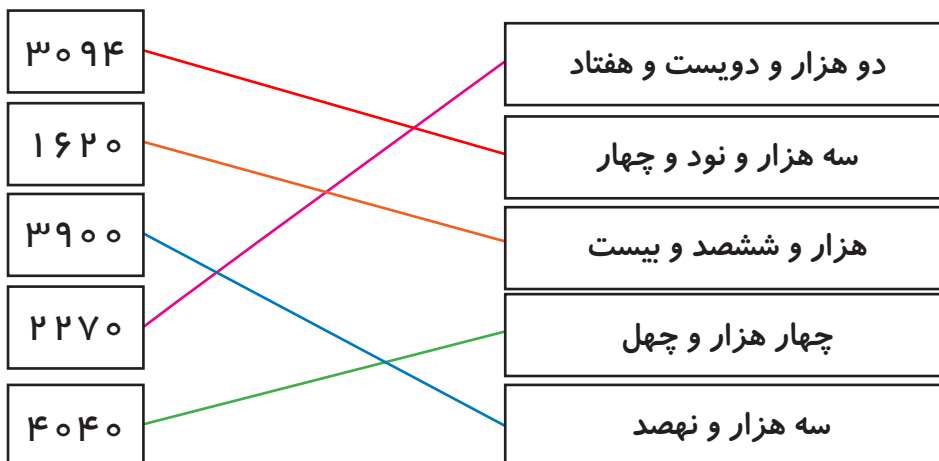 دو هزار و دویست و هفتاد
۳۰۹۴
سه هزار و نود و چهار
۱۶۲۰
هزار و ششصد و بیست
۳۹۰۰
چهار هزار و چهل
۲۲۷۰
سه هزار و نهصد
۴۰۴۰